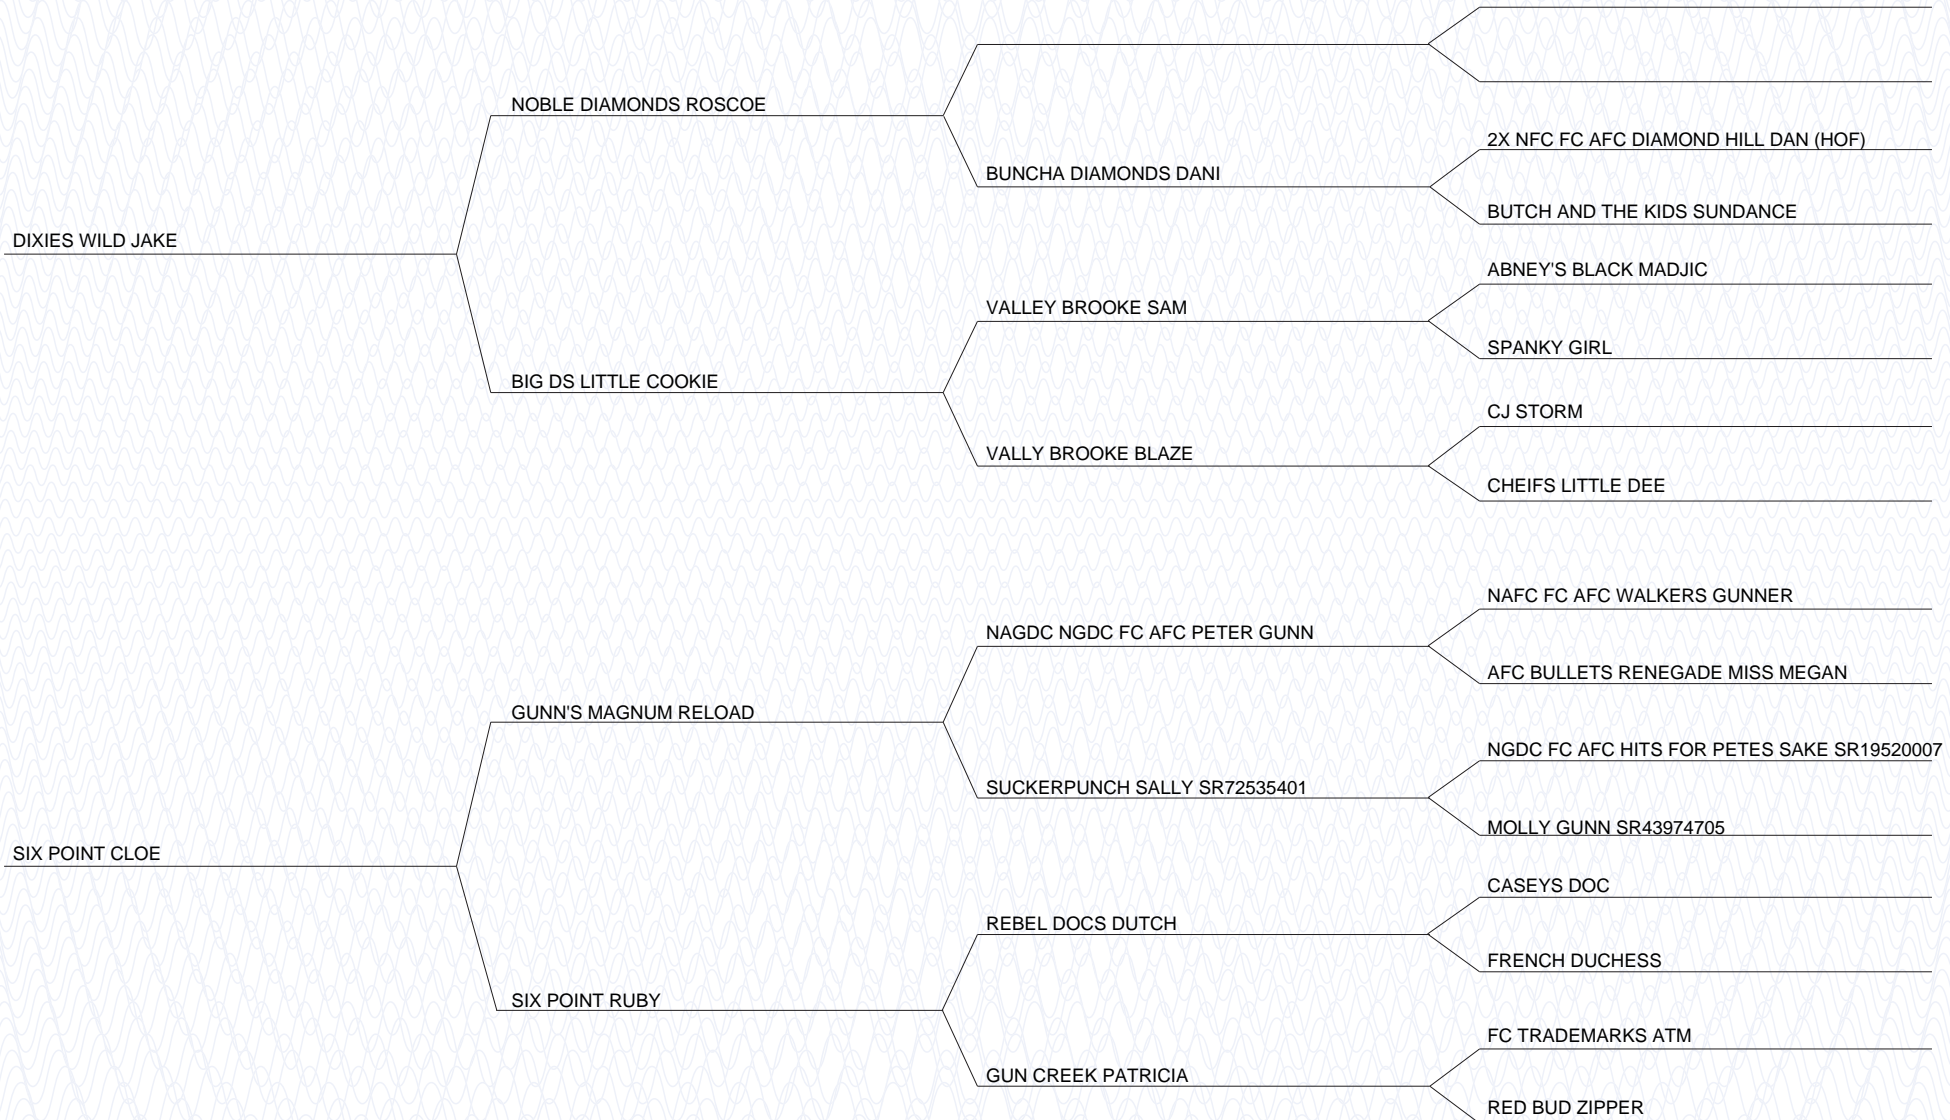 NOBLE DIAMONDS ROSCOE
2X NFC FC AFC DIAMOND HILL DAN (HOF)
BUNCHA DIAMONDS DANI
BUTCH AND THE KIDS SUNDANCE
DIXIES WILD JAKE
ABNEY'S BLACK MADJIC
VALLEY BROOKE SAM
SPANKY GIRL
BIG DS LITTLE COOKIE
CJ STORM
VALLY BROOKE BLAZE
CHEIFS LITTLE DEE
NAFC FC AFC WALKERS GUNNER
NAGDC NGDC FC AFC PETER GUNN
AFC BULLETS RENEGADE MISS MEGAN
GUNN'S MAGNUM RELOAD
NGDC FC AFC HITS FOR PETES SAKE SR19520007
SUCKERPUNCH SALLY SR72535401
MOLLY GUNN SR43974705
SIX POINT CLOE
CASEYS DOC
REBEL DOCS DUTCH
FRENCH DUCHESS
SIX POINT RUBY
FC TRADEMARKS ATM
GUN CREEK PATRICIA
RED BUD ZIPPER